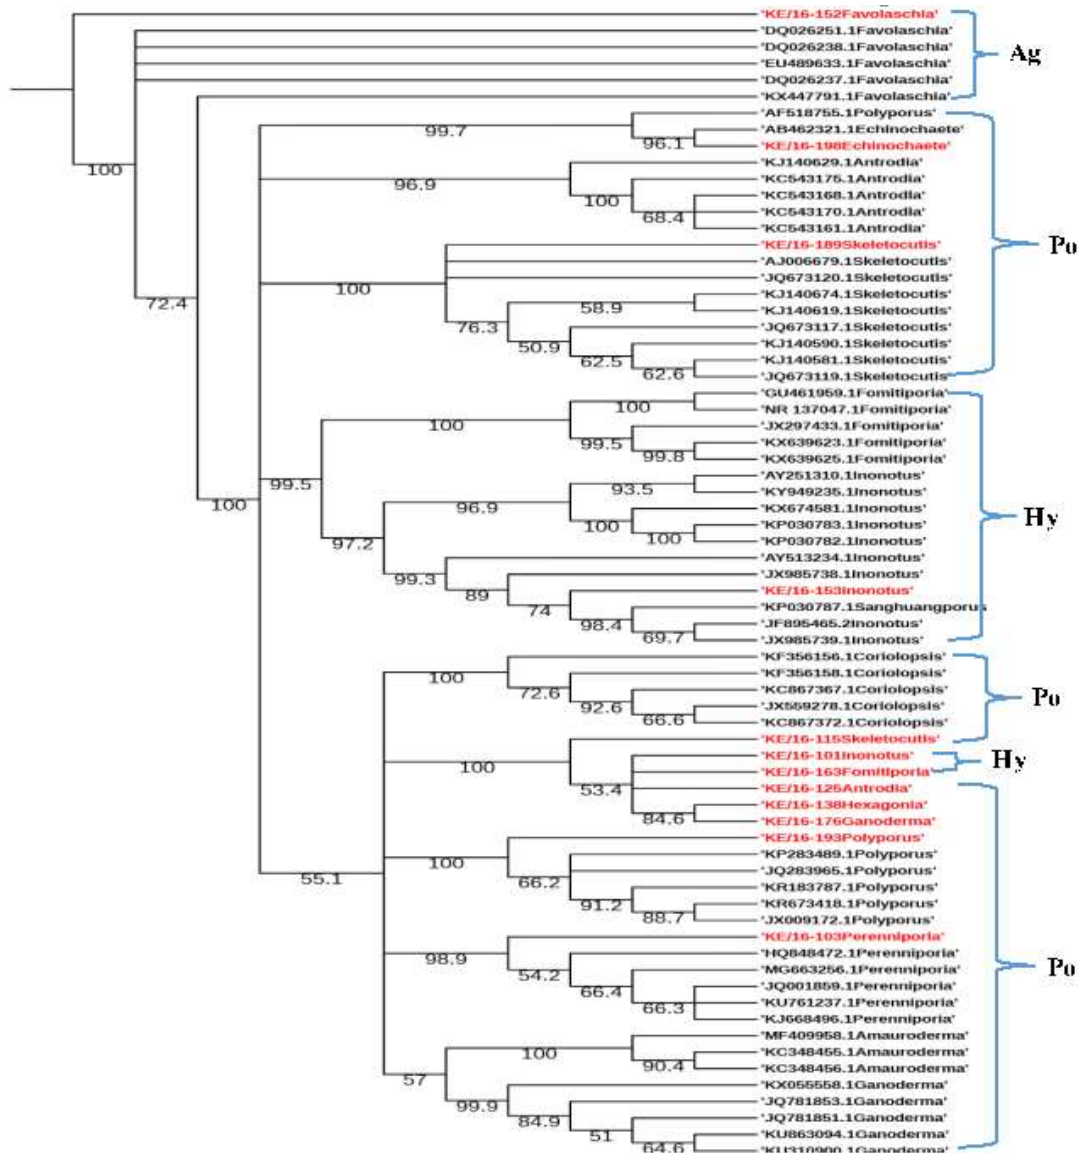 'KE/16-152Favolaschia'
'DQ026251.1Favolaschia'
'DQ026238.1Favolaschia'
Ag
'EU489633.1Favolaschia'
'DQ026237.1Favolaschia'
'KX447791.1Favolaschia'
'AF518755.1Polyporus'
99.7
'AB462321.1Echinochaete'
96.1
'KE/16-198Echinochaete'
100
'KJ140629.1Antrodia'
96.9
'KC543175.1Antrodia'
100
'KC543168.1Antrodia'
'KC543170.1Antrodia'
68.4
'KC543161.1Antrodia'
Po
'KE/16-189Skeletocutis'
'AJ006679.1Skeletocutis'
'JQ673120.1Skeletocutis'
100
'KJ140674.1Skeletocutis'
72.4
58.9
'KJ140619.1Skeletocutis'
76.3
'JQ673117.1Skeletocutis'
50.9
'KJ140590.1Skeletocutis'
62.5
'KJ140581.1Skeletocutis'
62.6
'JQ673119.1Skeletocutis
'GU461959.1Fomitiporia'
100
'NR 137047.1Fomitiporia'
100
'JX297433.1Fomitiporia'
99.5
'KX639623.1Fomitiporia'
99.8
'KX639625.1Fomitiporia'
'AY251310.1Inonotus'
99.5
93.5
'KY949235.1Inonotus'
100
96.9
'KX674581.1Inonotus'
Hy
100
'KP030783.1Inonotus'
100
'KP030782.1Inonotus'
97.2
'AY513234.1Inonotus'
99.3
'JX985738.1Inonotus'
89
'KE/16-153Inonotus'
74
'KP030787.1Sanghuangporus
98.4
'JF895465.2Inonotus'
69.7
'JX985739.1Inonotus'
'KF356156.1Coriolopsis'
100
'KF356158.1Coriolopsis'
72.6
'KC867367.1Coriolopsis'
Po
92.6
'JX559278.1Coriolopsis'
66.6
'KC867372.1Coriolopsis'
'KE/16-115Skeletocutis'
'KE/16-101Inonotus'
Hy
100
'KE/16-163Fomitiporia'
53.4
'KE/16-125Antrodia'
'KE/16-138Hexagonia'
84.6
'KE/16-176Ganoderma'
'KE/16-193Polyporus'
100
'KP283489.1Polyporus'
55.1
66.2
'JQ283965.1Polyporus'
'KR183787.1Polyporus'
91.2
'KR673418.1Polyporus'
88.7
'JX009172.1Polyporus'
'KE/16-103Perenniporia'
98.9
'HQ848472.1Perenniporia'
54.2
'MG663256.1Perenniporia'
Po
66.4
'JQ001859.1Perenniporia'
66.3
'KU761237.1Perenniporia'
'KJ668496.1Perenniporia'
'MF409958.1Amauroderma'
100
'KC348455.1Amauroderma'
90.4
'KC348456.1Amauroderma'
57
'KX055558.1Ganoderma'
99.9
'JQ781853.1Ganoderma'
84.9
'JQ781851.1Ganoderma'
51
'KU863094.1Ganoderma'
64.6
'KU310900.1Ganoderma'